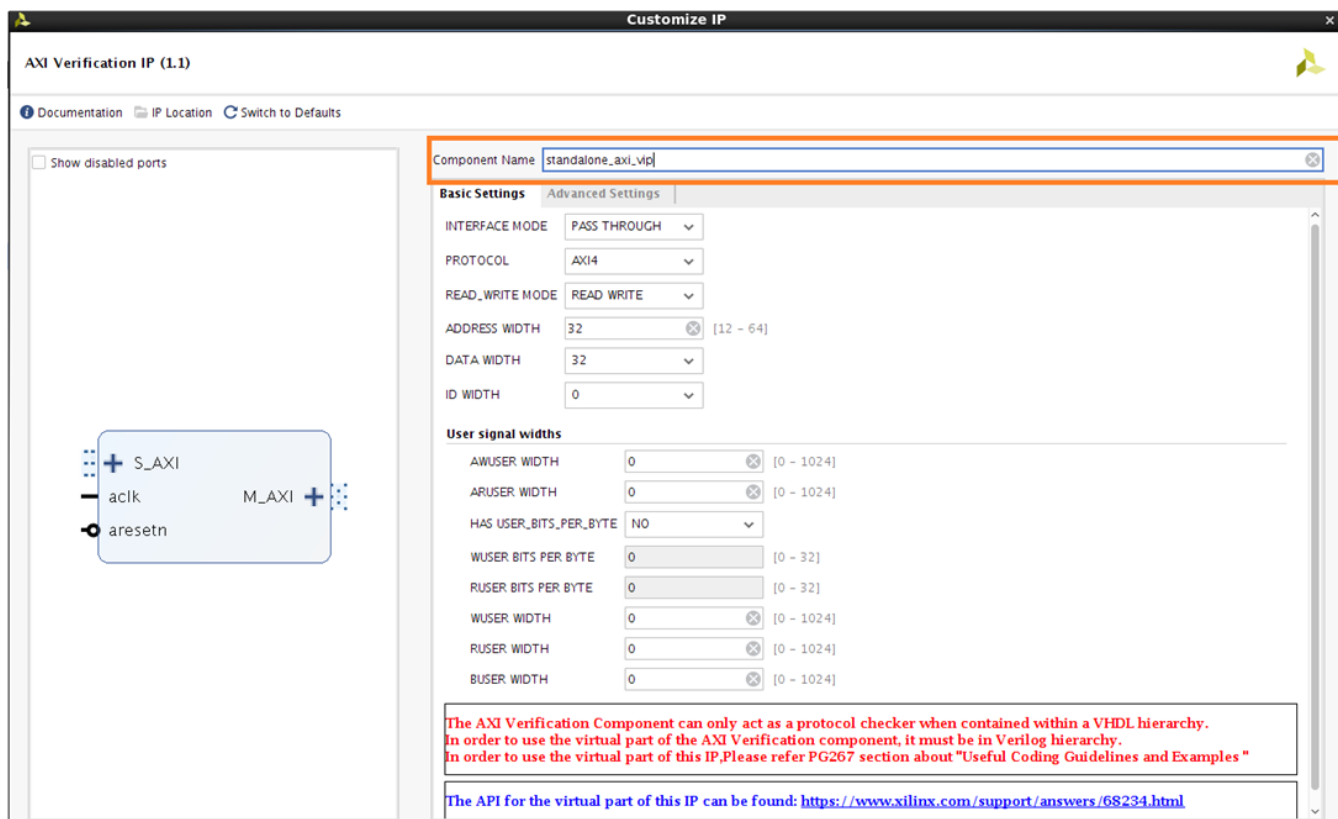 Customize IP
AXI Verification IP (1.1)
Documentation IP Location Switch to Defaults
Show disabled ports
Component Name standalone_axi_vip
Basic Settings Advanced Settings
INTERFACE MODE PASS THROUGH
PROTOCOL AXI4
READ_WRITE MODE READ WRITE
ADDRESS WIDTH 32 [12 - 64]
DATA WIDTH 32
ID WIDTH 0
User signal widths
AWUSER WIDTH 0 [0 - 1024]
ARUSER WIDTH 0 [0 - 1024]
HAS USER_BITS_PER_BYTE NO
WUSER BITS PER BYTE 0 [0 - 32]
RUSER BITS PER BYTE 0 [0 - 32]
WUSER WIDTH 0 [0 - 1024]
RUSER WIDTH 0 [0 - 1024]
BUSER WIDTH 0 [0 - 1024]
S_AXI
aclk M_AXI
aresetn
The AXI Verification Component can only act as a protocol checker when contained within a VHDL hierarchy.
In order to use the virtual part of the AXI Verification component, it must be in Verilog hierarchy.
In order to use the virtual part of this IP,Please refer PG267 section about "Useful Coding Guidelines and Examples "
The API for the virtual part of this IP can be found: https://www.xilinx.com/support/answers/68234.html